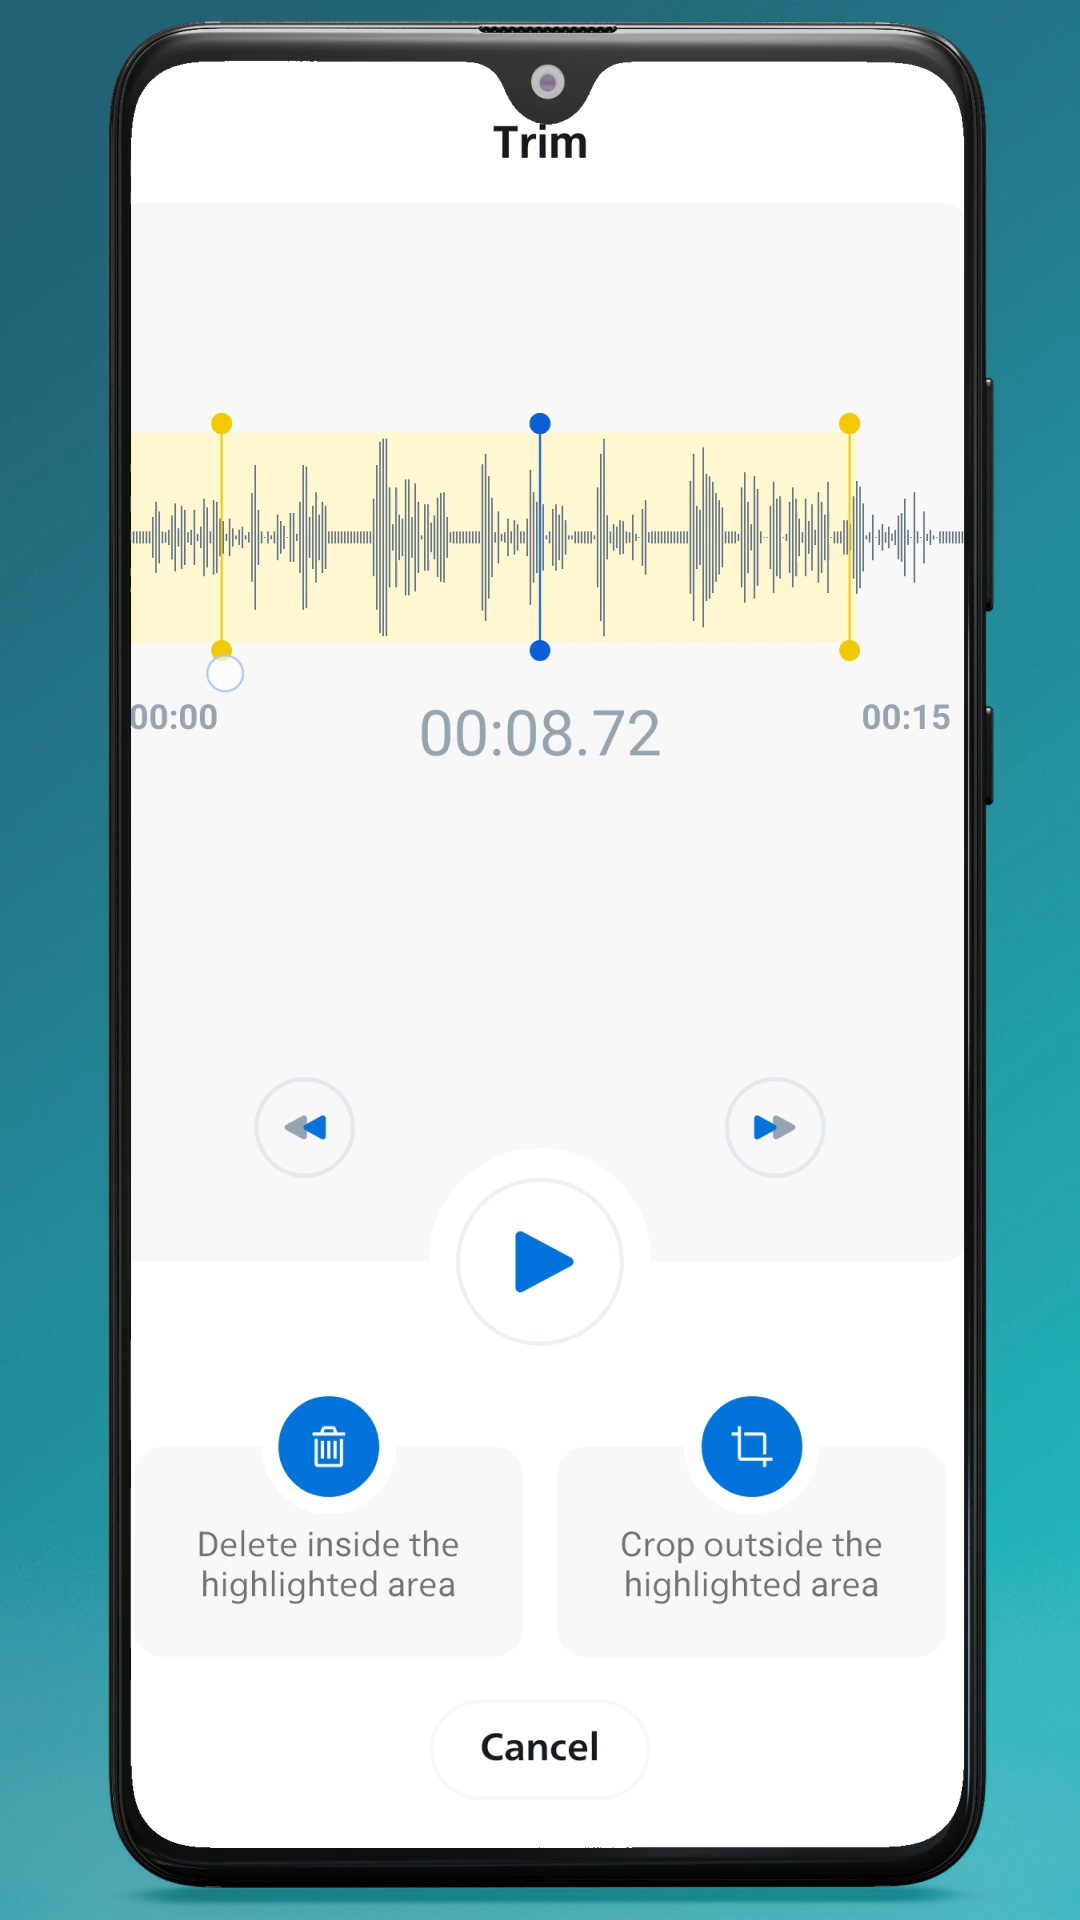 Trim
00:00
00:08.72
00:15
Delete inside the
highlighted area
Crop outside the
highlighted area
Cancel